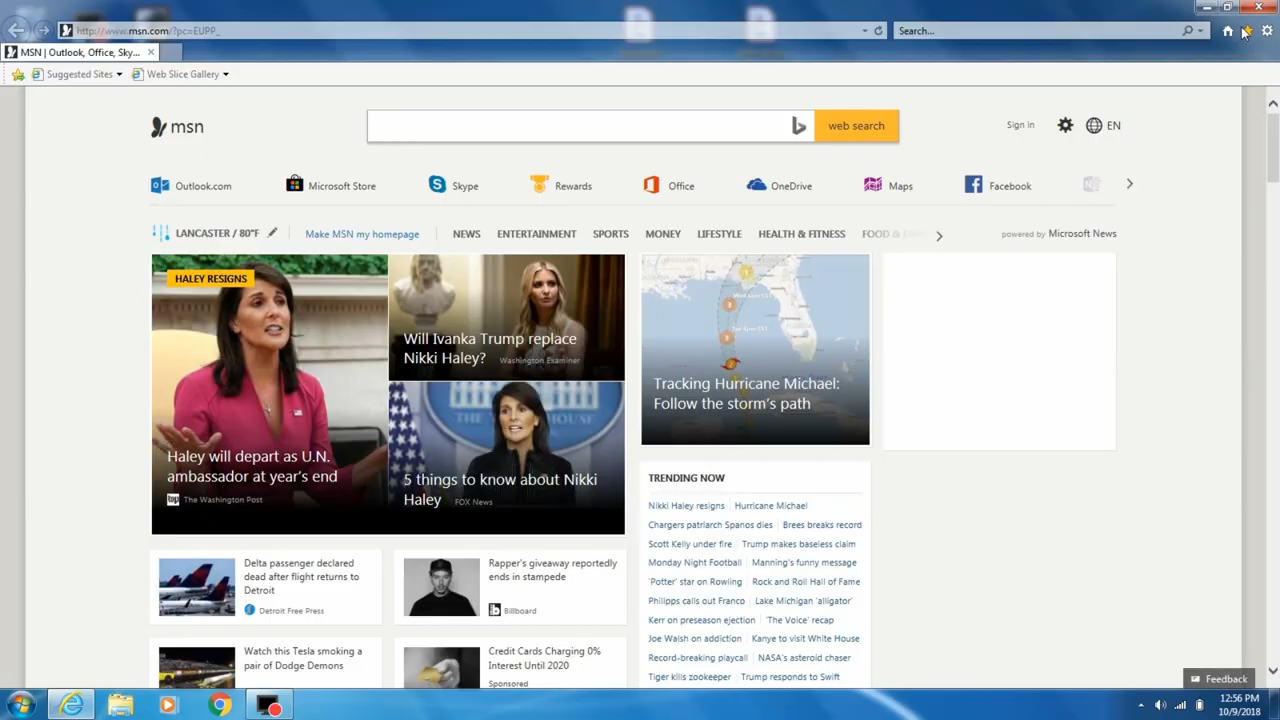 http://www.msn.com/?pc=EUPP_
Search...
MSN | Outlook, Office, Sky...
Suggested Sites
Web Slice Gallery
msn
web search
Sign in
EN
Outlook.com
Microsoft Store
Skype
Rewards
Office
OneDrive
Maps
Facebook
LANCASTER / 80°F
Make MSN my homepage
NEWS
ENTERTAINMENT
SPORTS
MONEY
LIFESTYLE
HEALTH & FITNESS
FOOD &
powered by Microsoft News
HALEY RESIGNS
Haley will depart as U.N.
ambassador at year's end
The Washington Post
Will Ivanka Trump replace
Nikki Haley?
Washington Examiner
5 things to know about Nikki
Haley
FOX News
Tracking Hurricane Michael:
Follow the storm's path
TRENDING NOW
Nikki Haley resigns
Hurricane Michael
Chargers patriarch Spanos dies
Brees breaks record
Scott Kelly under fire
Trump makes baseless claim
Monday Night Football
Manning's funny message
'Potter' star on Rowling
Rock and Roll Hall of Fame
Philipps calls out Franco
Lake Michigan 'alligator'
Kerr on preseason ejection
'The Voice' recap
Joe Walsh on addiction
Kanye to visit White House
Record-breaking playcall
NASA's asteroid chaser
Tiger kills zookeeper
Trump responds to Swift
Delta passenger declared
dead after flight returns to
Detroit
Detroit Free Press
Rapper's giveaway reportedly
ends in stampede
Billboard
Watch this Tesla smoking a
pair of Dodge Demons
Credit Cards Charging 0%
Interest Until 2020
Sponsored
Feedback
12:56 PM
10/9/2018